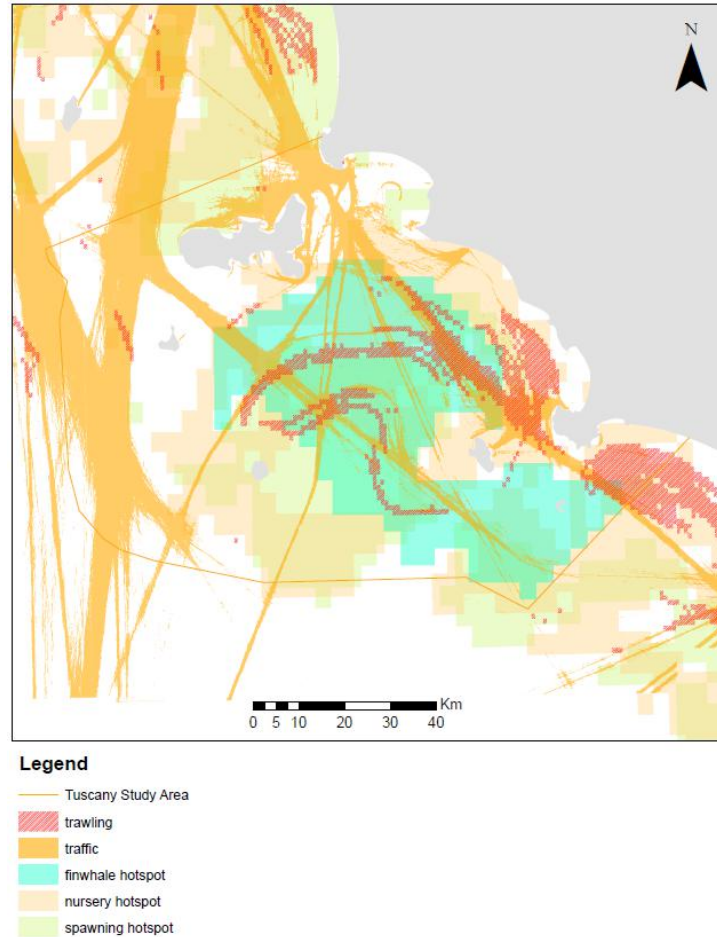 N
Km
0 5 10 20 30 40
Legend
Tuscany Study Area
trawling
traffic
finwhale hotspot
nursery hotspot
spawning hotspot